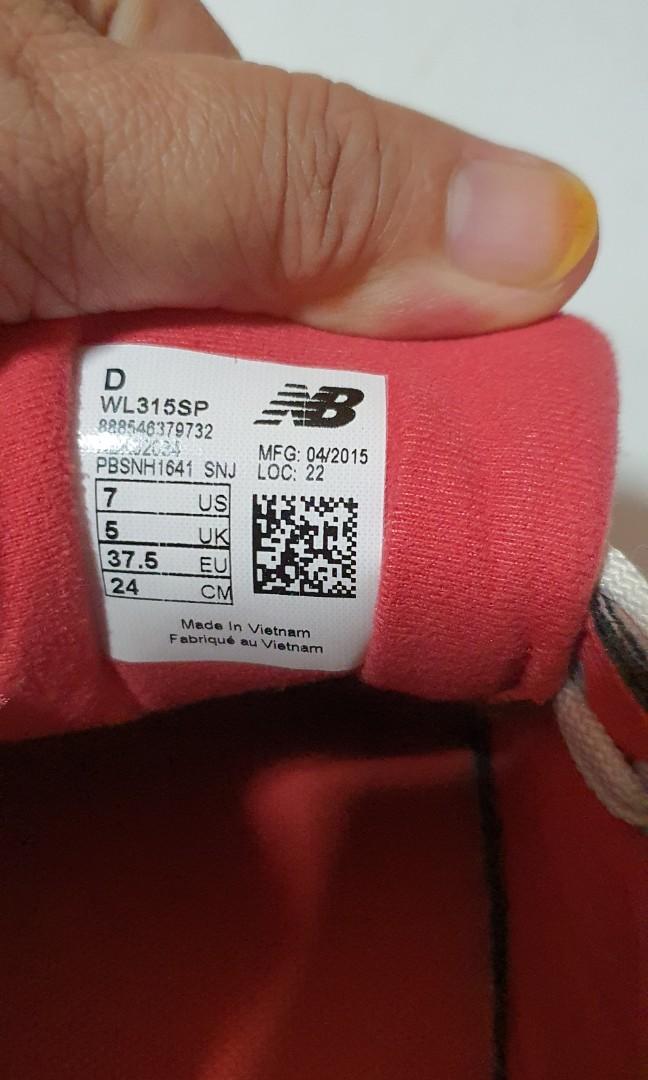 D
WL315SP
888546379732
PBSNH1641 SNJ
NB
MFG: 04/2015
LOC: 22
7 US
5 UK
37.5 EU
24 CM
Made In Vietnam
Fabriqué au Vietnam